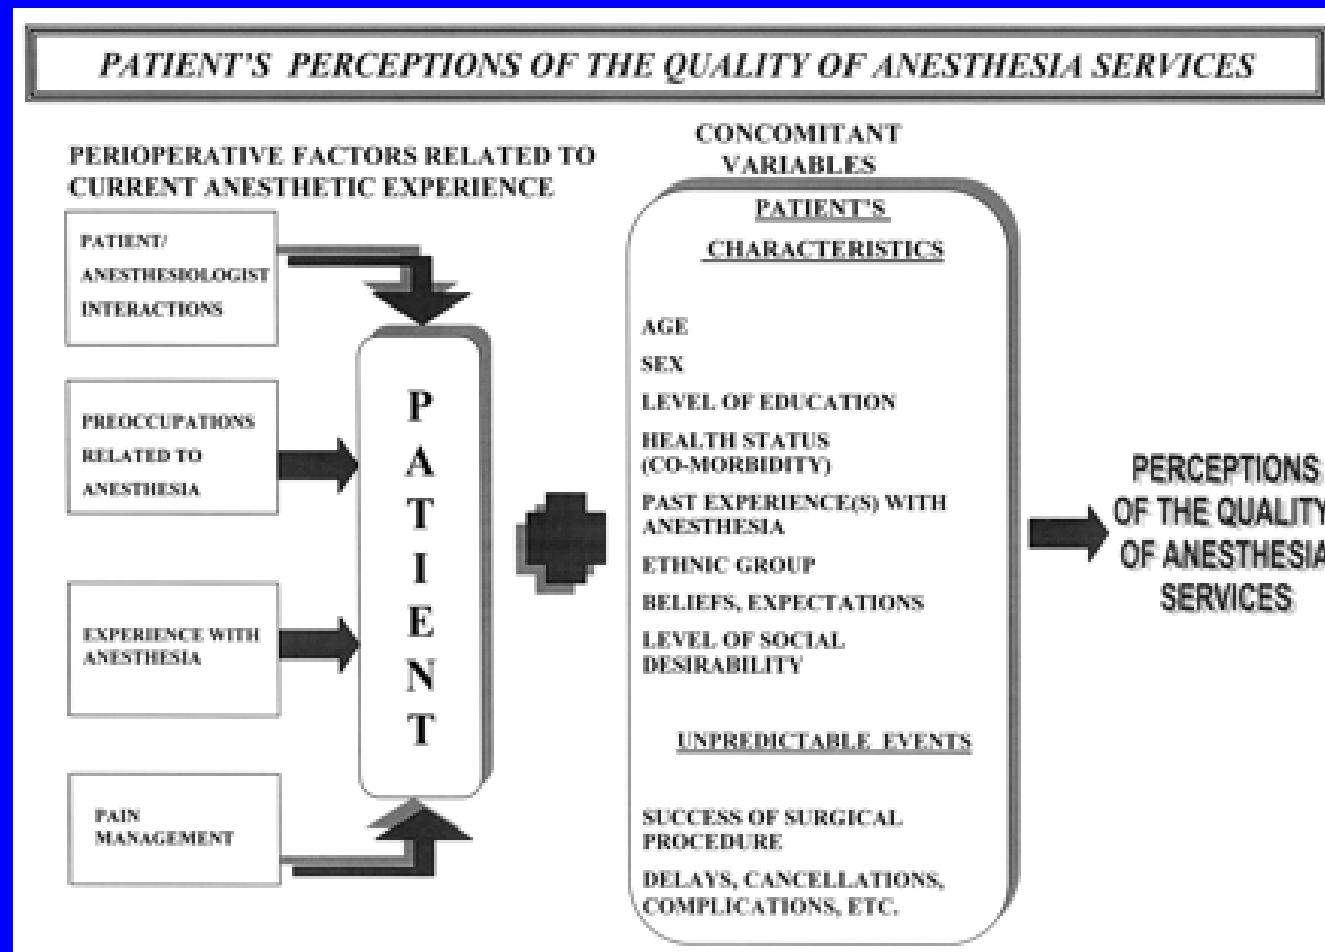 PATIENT'S PERCEPTIONS OF THE QUALITY OF ANESTHESIA SERVICES
PERIOPERATIVE FACTORS RELATED TO
CURRENT ANESTHETIC EXPERIENCE
PATIENT/
ANESTHESIOLOGIST
INTERACTIONS
PREOCCUPATIONS
RELATED TO
ANESTHESIA
EXPERIENCE WITH
ANESTHESIA
PAIN
MANAGEMENT
PATIENT
CONCOMITANT
VARIABLES
PATIENT'S
CHARACTERISTICS
AGE
SEX
LEVEL OF EDUCATION
HEALTH STATUS
(CO-MORBIDITY)
PAST EXPERIENCE(S) WITH
ANESTHESIA
ETHNIC GROUP
BELIEFS, EXPECTATIONS
LEVEL OF SOCIAL
DESIRABILITY
UNPREDICTABLE EVENTS
SUCCESS OF SURGICAL
PROCEDURE
DELAYS, CANCELLATIONS,
COMPLICATIONS, ETC.
PERCEPTIONS
OF THE QUALITY
OF ANESTHESIA
SERVICES